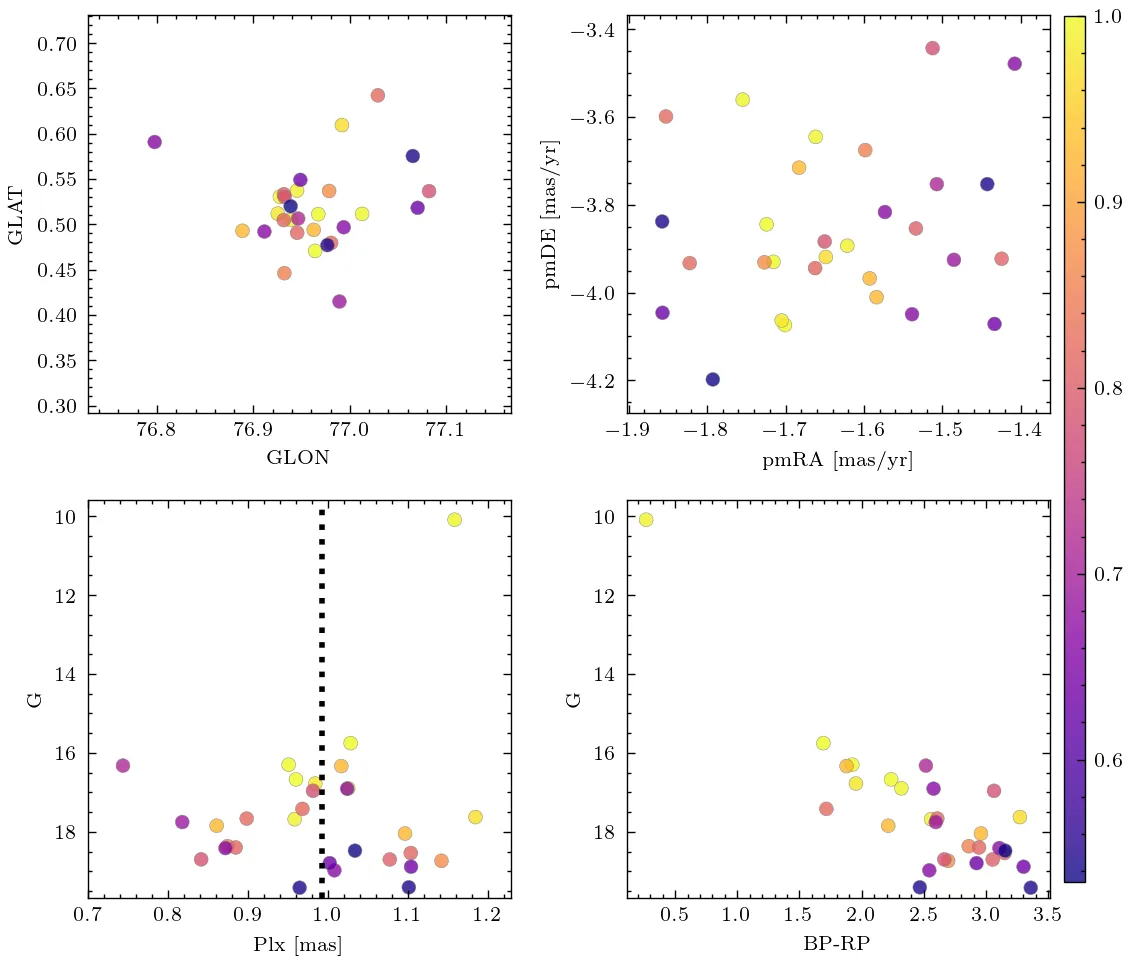 0.70
0.65
0.60
0.55
0.50
0.45
0.40
0.35
0.30
GLAT
76.8 76.9 77.0 77.1
GLON
−3.4
−3.6
−3.8
−4.0
−4.2
pmDE [mas/yr]
−1.9 −1.8 −1.7 −1.6 −1.5 −1.4
pmRA [mas/yr]
1.0
0.9
0.8
0.7
0.6
10
12
14
16
18
G
0.7 0.8 0.9 1.0 1.1 1.2
Plx [mas]
10
12
14
16
18
G
0.5 1.0 1.5 2.0 2.5 3.0 3.5
BP-RP